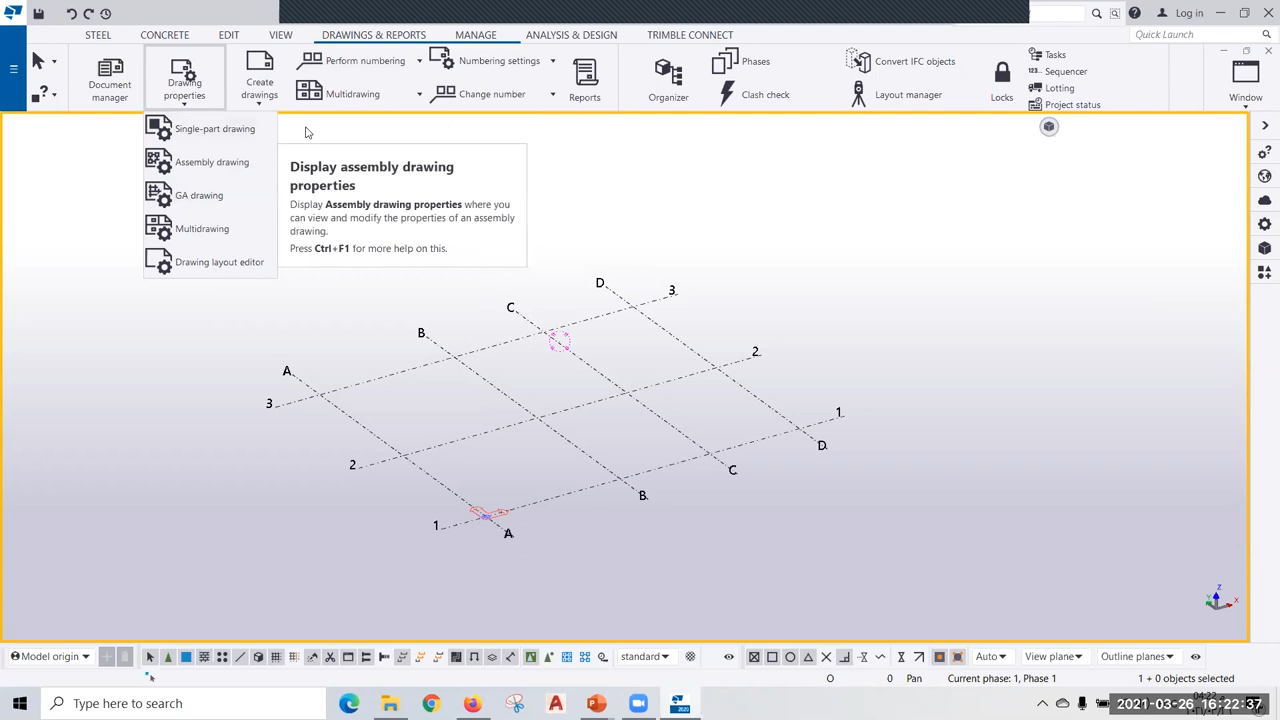 Log in
STEEL CONCRETE EDIT VIEW DRAWINGS & REPORTS MANAGE ANALYSIS & DESIGN TRIMBLE CONNECT Quick Launch
Document manager
Drawing properties
Create drawings
Perform numbering
Multidrawing
Numbering settings
Change number
Reports
Phases
Clash check
Organizer
Convert IFC objects
Layout manager
Locks
Tasks
Sequencer
Lotting
Project status
Window
Single-part drawing
Assembly drawing
GA drawing
Multidrawing
Drawing layout editor
Display assembly drawing
properties
Display Assembly drawing properties where you
can view and modify the properties of an assembly
drawing.
Press Ctrl+F1 for more help on this.
D
3
C
B
2
A
3
1
D
2
C
B
1
A
Z
Y
X
Model origin
standard
Auto
View plane
Outline planes
O 0 Pan Current phase: 1, Phase 1 1 + 0 objects selected
Type here to search
2021-03-26 16:22:37